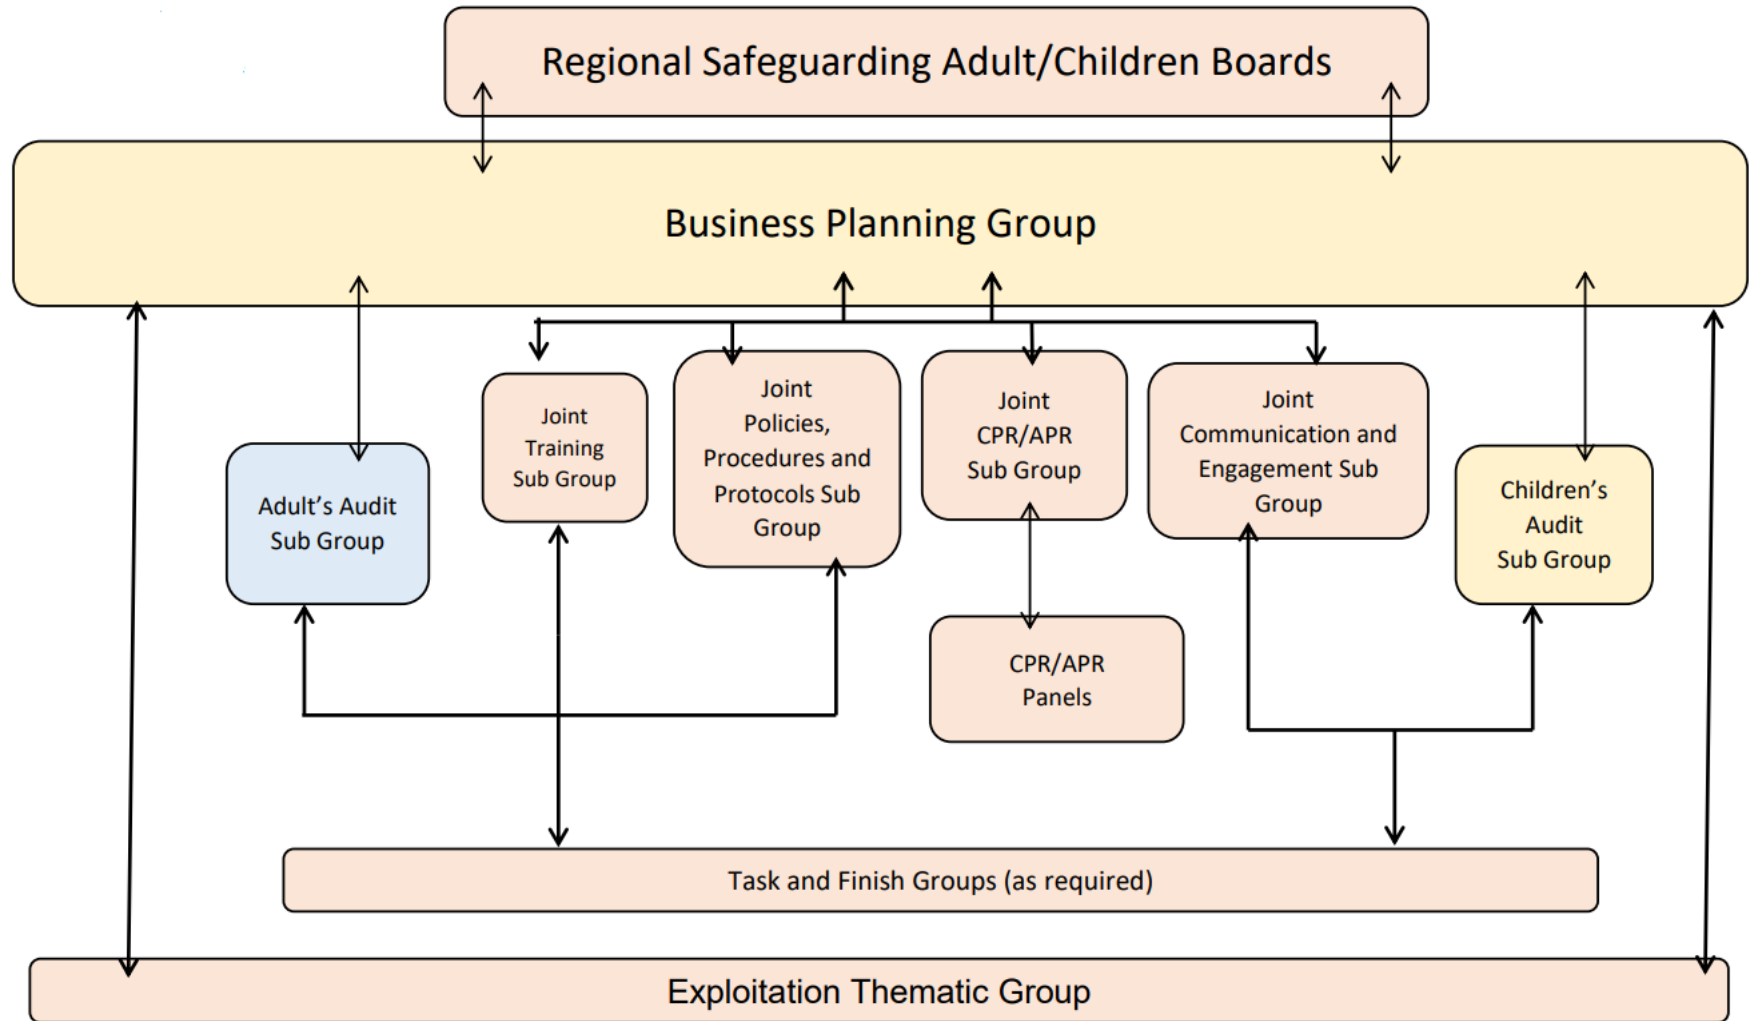 Regional Safeguarding Adult/Children Boards
Business Planning Group
Adult’s Audit
Sub Group
Joint
Training
Sub Group
Joint
Policies,
Procedures and
Protocols Sub
Group
Joint
CPR/APR
Sub Group
Joint
Communication and
Engagement Sub
Group
Children’s
Audit
Sub Group
CPR/APR
Panels
Task and Finish Groups (as required)
Exploitation Thematic Group